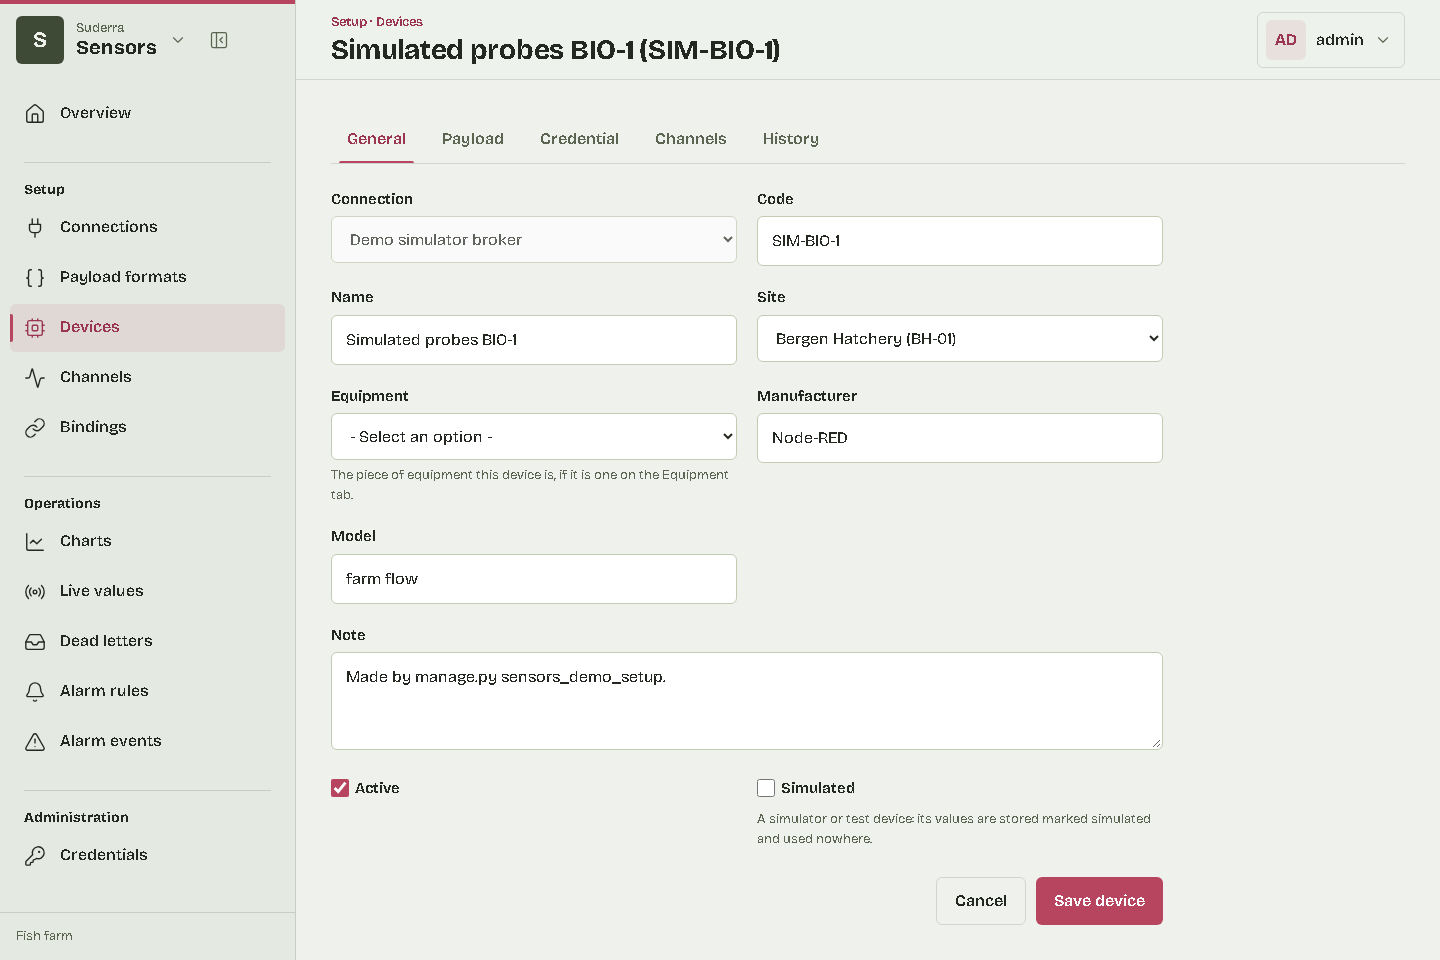 S
Suderra
Sensors
Overview
Setup
Connections
Payload formats
Devices
Channels
Bindings
Operations
Charts
Live values
Dead letters
Alarm rules
Alarm events
Administration
Credentials
Fish farm
Setup · Devices
Simulated probes BIO-1 (SIM-BIO-1)
AD
admin
General
Payload
Credential
Channels
History
Connection
Demo simulator broker
Code
SIM-BIO-1
Name
Simulated probes BIO-1
Site
Bergen Hatchery (BH-01)
Equipment
- Select an option -
The piece of equipment this device is, if it is one on the Equipment
tab.
Manufacturer
Node-RED
Model
farm flow
Note
Made by manage.py sensors_demo_setup.
Active
Simulated
A simulator or test device: its values are stored marked simulated
and used nowhere.
Cancel
Save device